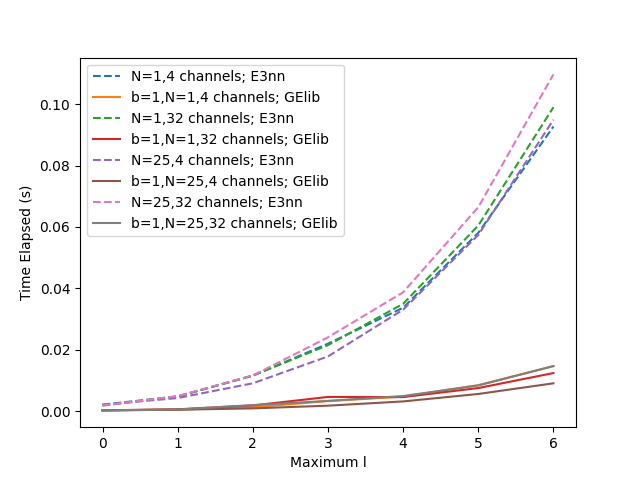 N=1,4 channels; E3nn
b=1,N=1,4 channels; GElib
N=1,32 channels; E3nn
b=1,N=1,32 channels; GElib
N=25,4 channels; E3nn
b=1,N=25,4 channels; GElib
N=25,32 channels; E3nn
b=1,N=25,32 channels; GElib
Time Elapsed (s)
0.10
0.08
0.06
0.04
0.02
0.00
0 1 2 3 4 5 6
Maximum l